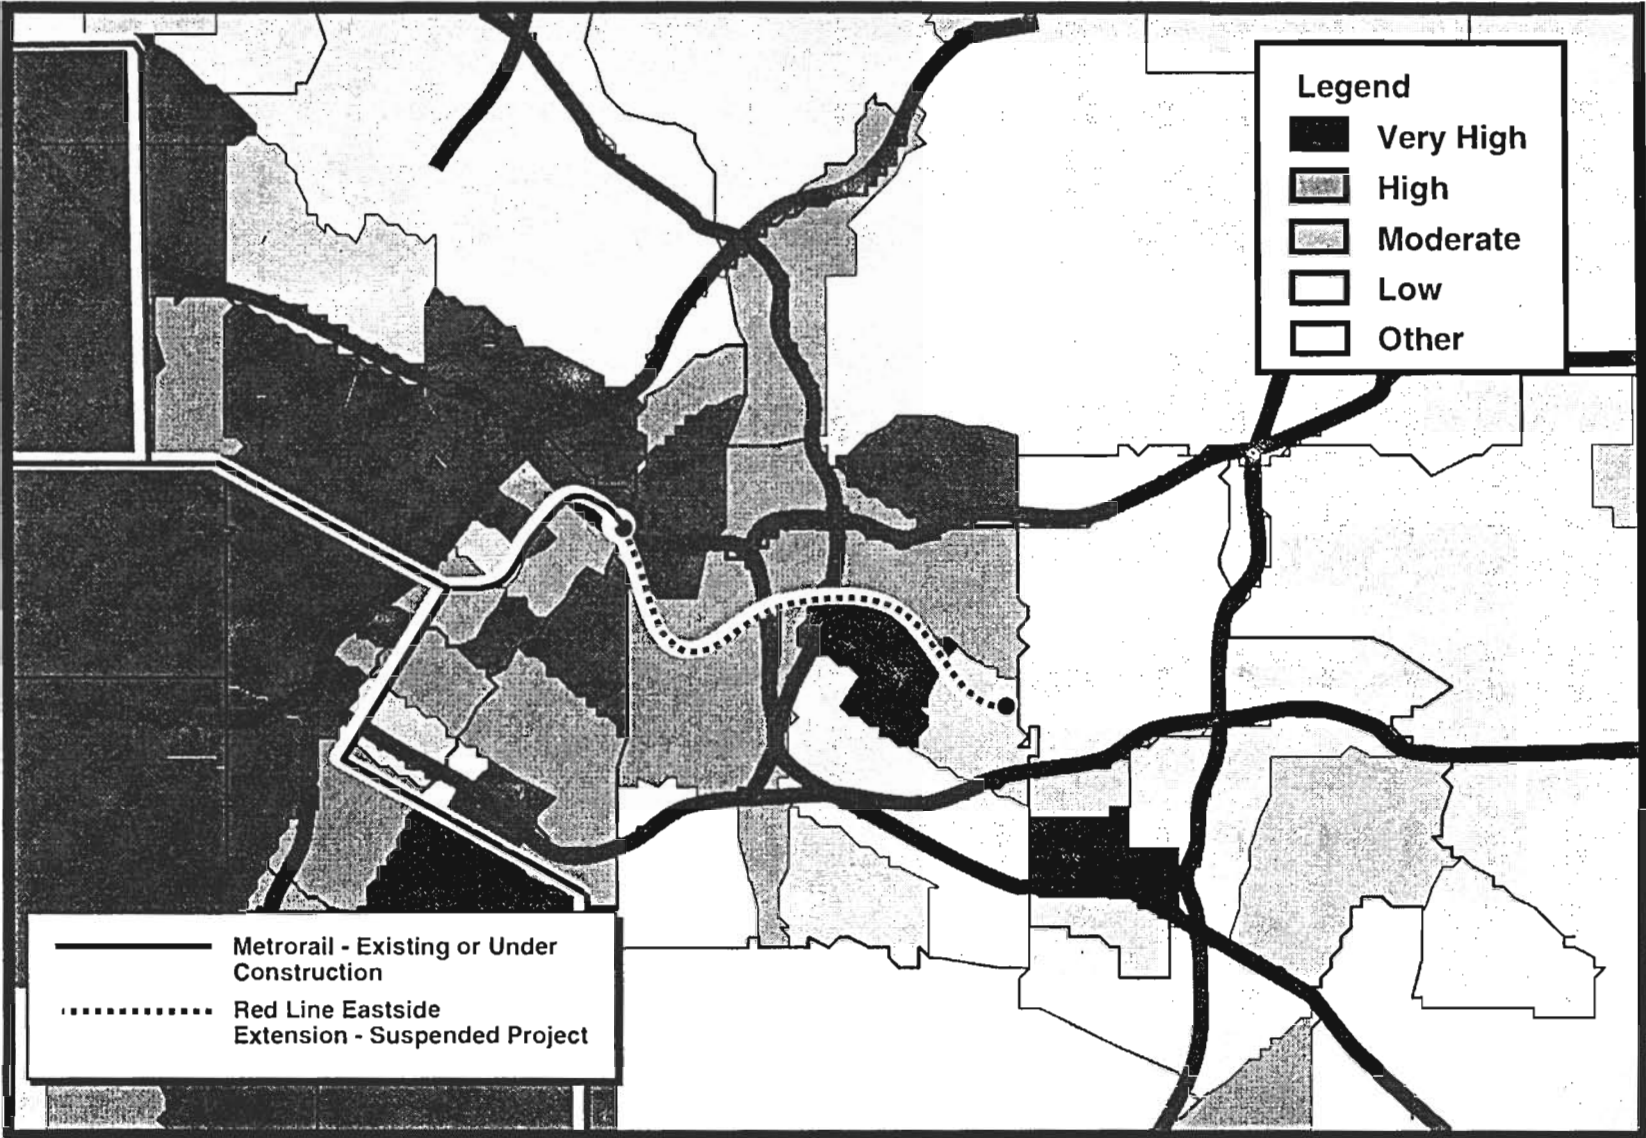 Legend
Very High
High
Moderate
Low
Other
Metrorail - Existing or Under
Construction
Red Line Eastside
Extension - Suspended Project